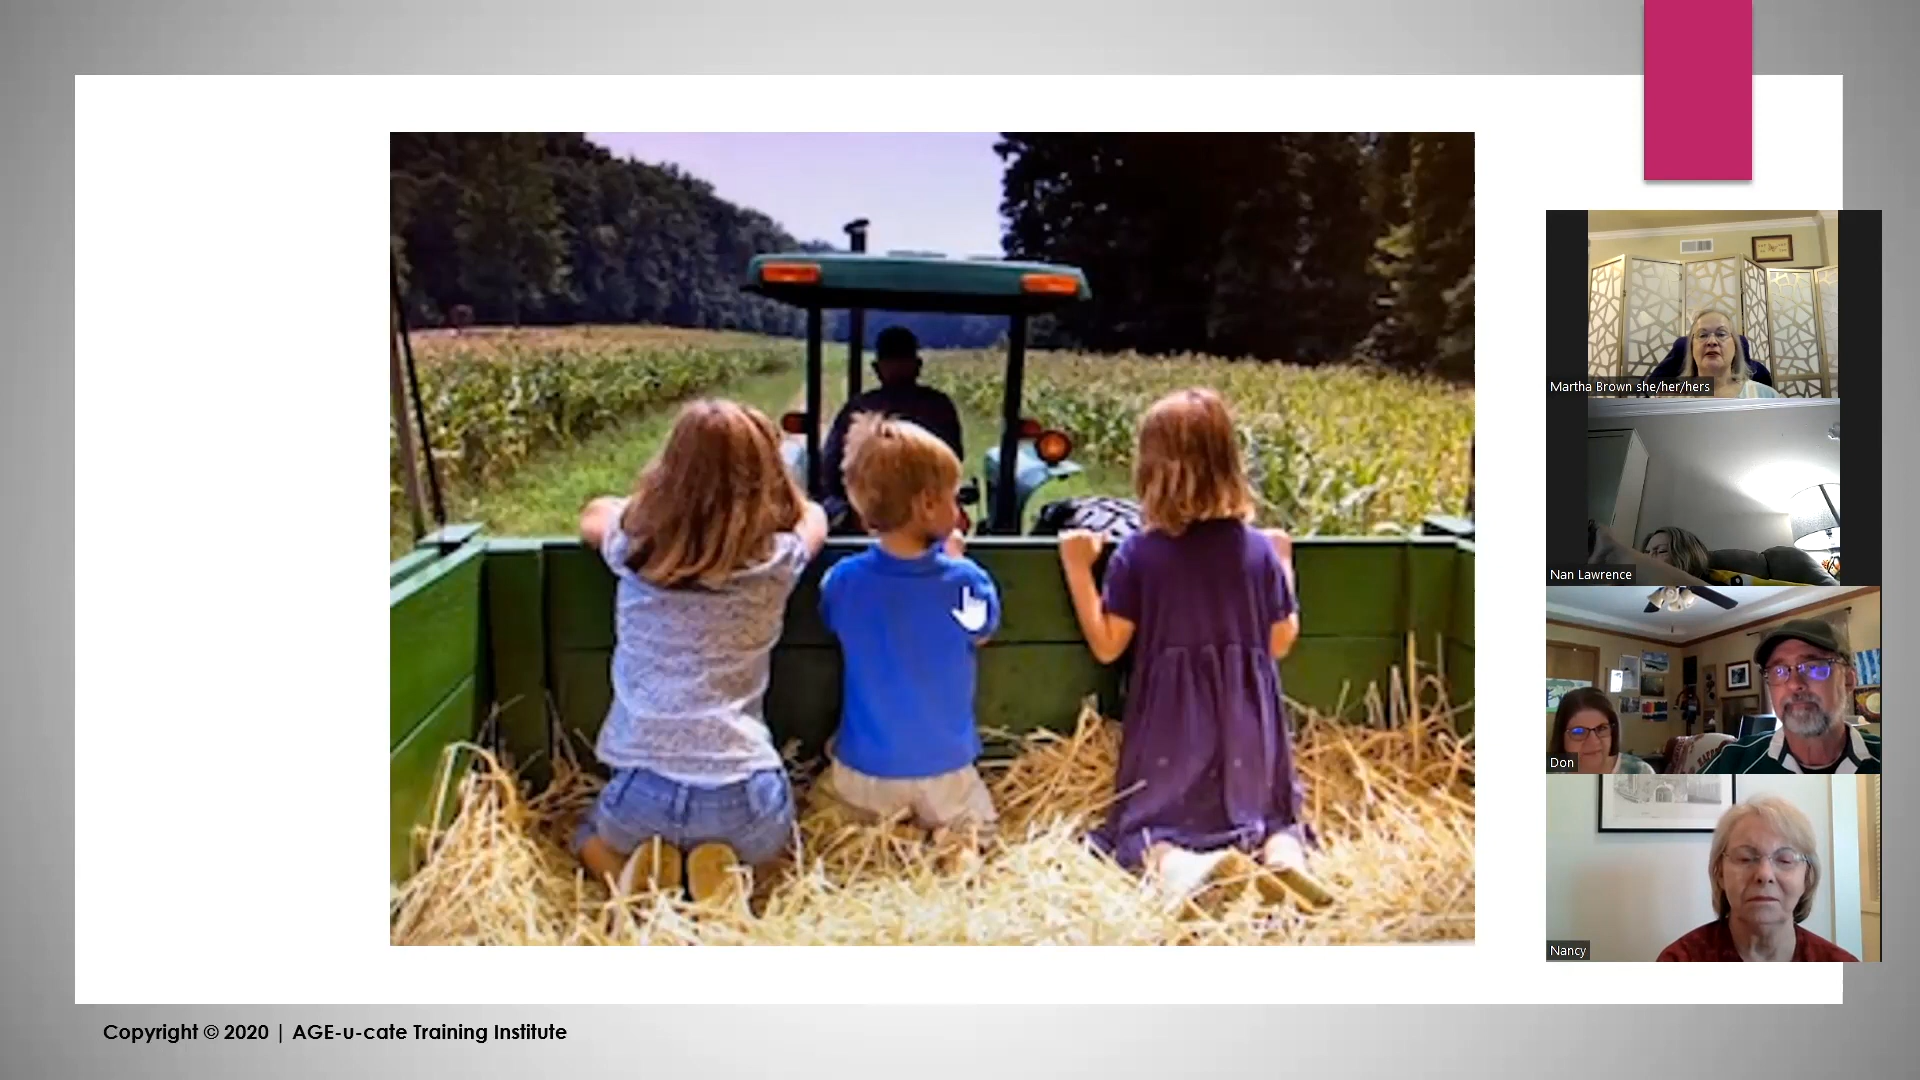 Martha Brown she/her/hers
Nan Lawrence
Don
Nancy
Copyright © 2020 | AGE-u-cate Training Institute